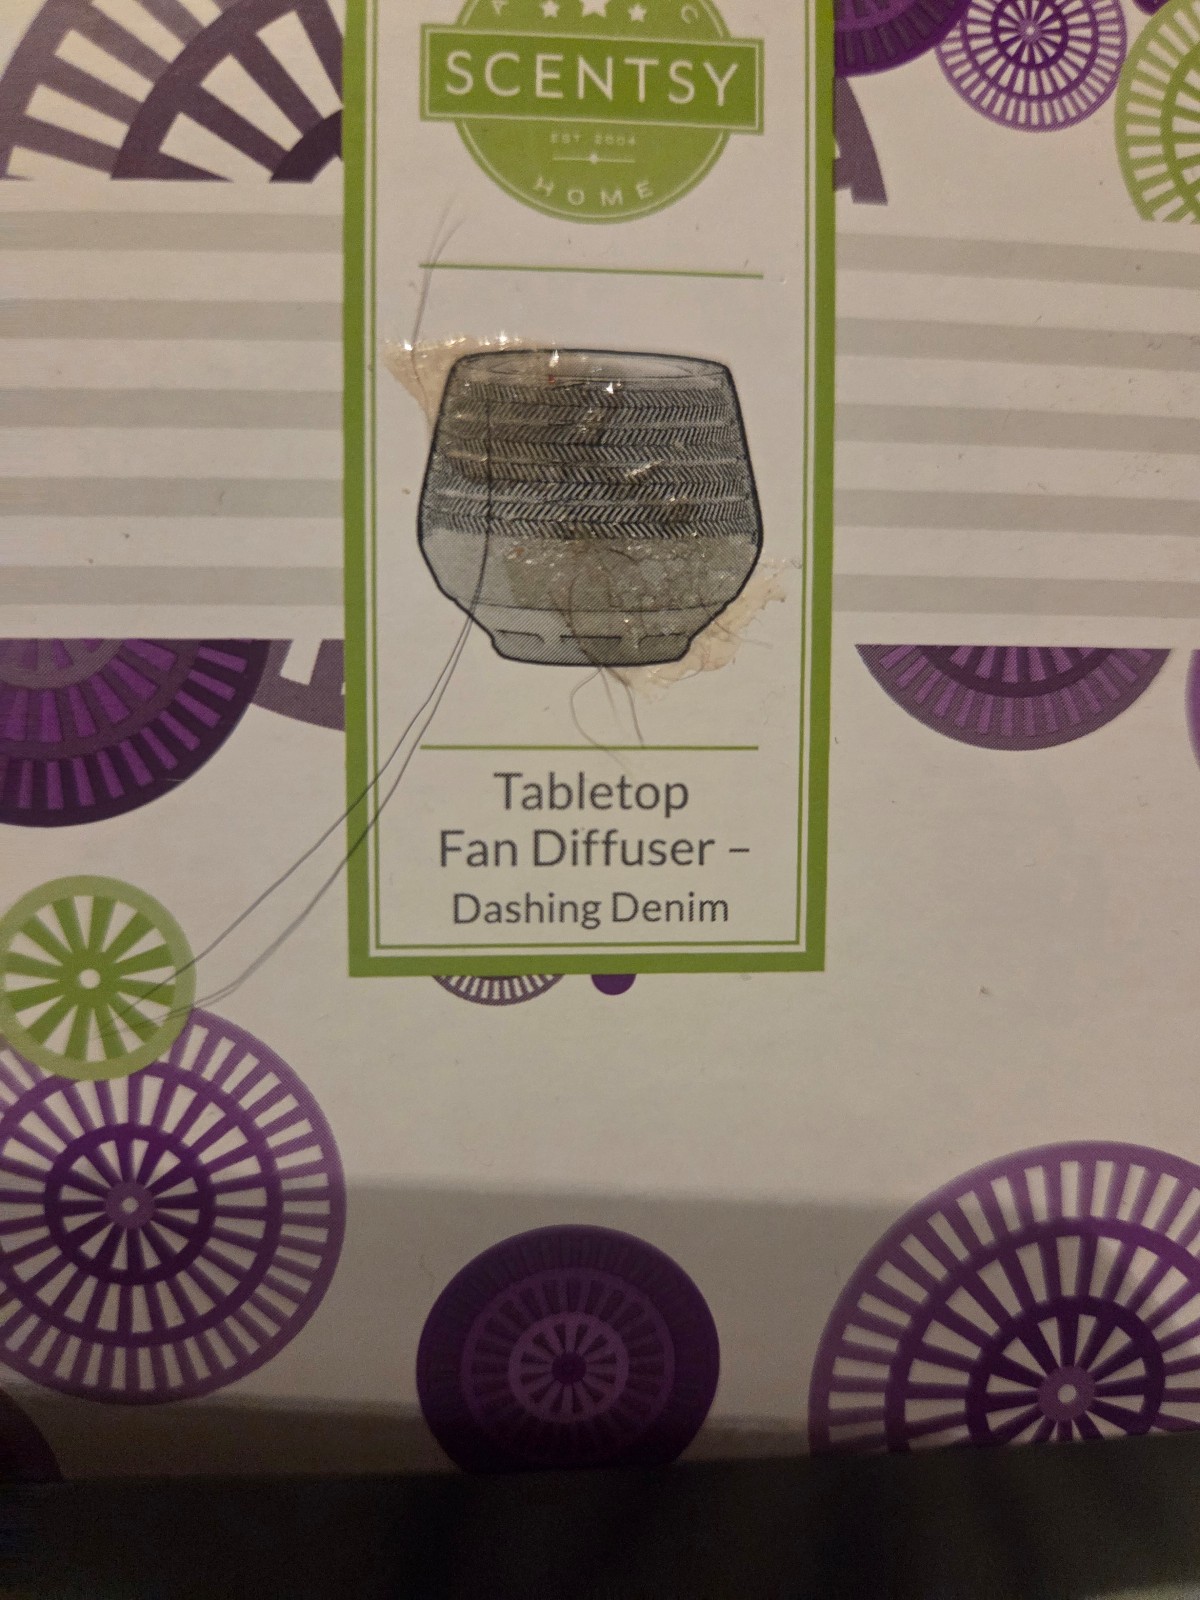 SCENTSY
EST. 2004
HOME
Tabletop
Fan Diffuser –
Dashing Denim